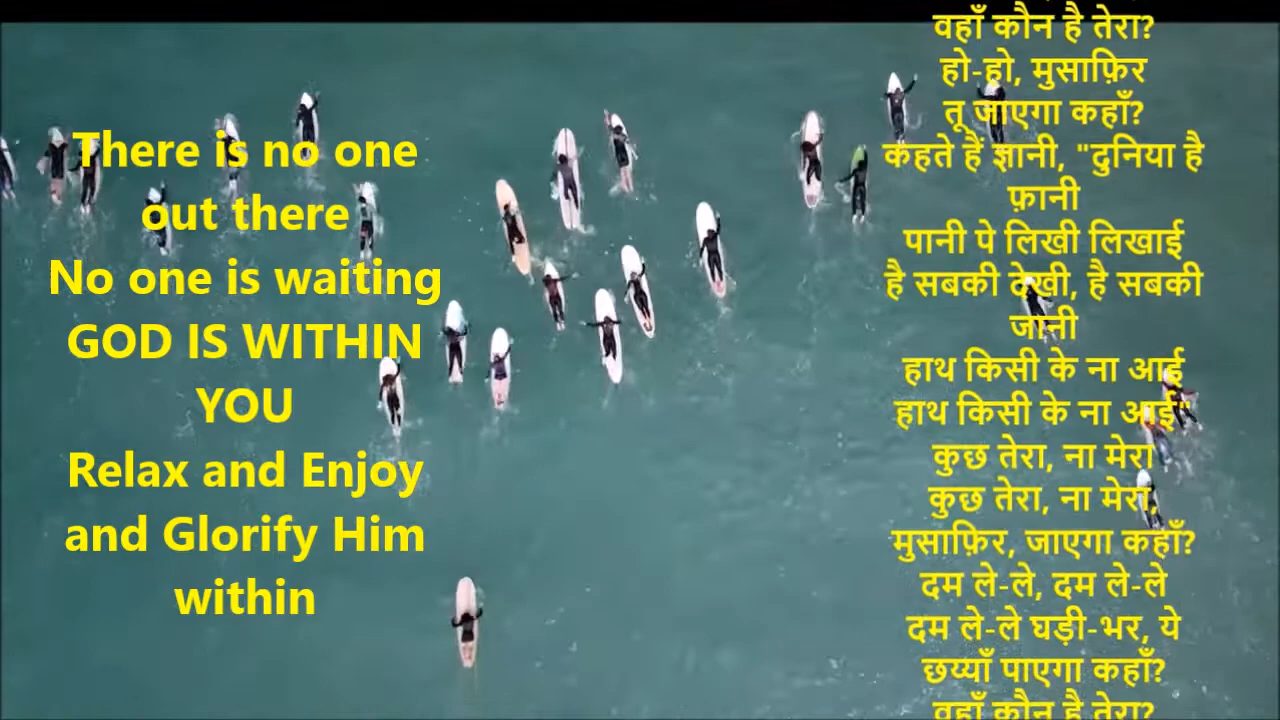 There is no one
out there
No one is waiting
GOD IS WITHIN
YOU
Relax and Enjoy
and Glorify Him
within
वहाँ कौन है तेरा?
हो-हो, मुसाफ़िर
तू जाएगा कहाँ?
कहते हैं ज्ञानी, "दुनिया है
फ़ानी
पानी पे लिखी लिखाई
है सबकी देखी, है सबकी
जानी
हाथ किसी के ना आई
हाथ किसी के ना आई"
कुछ तेरा, ना मेरा
कुछ तेरा, ना मेरा,
मुसाफ़िर, जाएगा कहाँ?
दम ले-ले, दम ले-ले
दम ले-ले घड़ी-भर, ये
छय्याँ पाएगा कहाँ?
वहाँ कौन है तेरा?